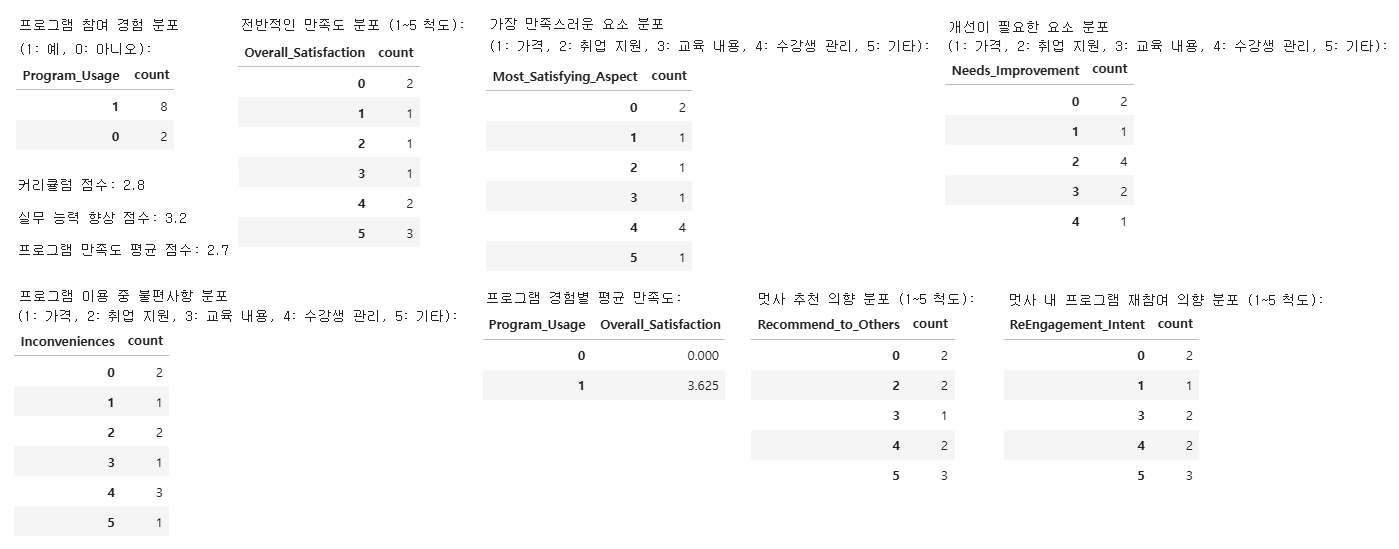 프로그램 참여 경험 분포
(1: 예, 0: 아니오):
Program_Usage count
1 8
0 2
커리큘럼 점수: 2.8
실무 능력 향상 점수: 3.2
프로그램 만족도 평균 점수: 2.7
전반적인 만족도 분포 (1~5 척도):
Overall_Satisfaction count
0 2
1 1
2 1
3 1
4 2
5 3
가장 만족스러운 요소 분포
(1: 가격, 2: 취업 지원, 3: 교육 내용, 4: 수강생 관리, 5: 기타):
Most_Satisfying_Aspect count
0 2
1 1
2 1
3 1
4 4
5 1
개선이 필요한 요소 분포
(1: 가격, 2: 취업 지원, 3: 교육 내용, 4: 수강생 관리, 5: 기타):
Needs_Improvement count
0 2
1 1
2 4
3 2
4 1
프로그램 이용 중 불편사항 분포
(1: 가격, 2: 취업 지원, 3: 교육 내용, 4: 수강생 관리, 5: 기타):
Inconveniences count
0 2
1 1
2 2
3 1
4 3
5 1
프로그램 경험별 평균 만족도:
Program_Usage Overall_Satisfaction
0 0.000
1 3.625
멋사 추천 의향 분포 (1~5 척도):
Recommend_to_Others count
0 2
2 2
3 1
4 2
5 3
멋사 내 프로그램 재참여 의향 분포 (1~5 척도):
ReEngagement_Intent count
0 2
1 1
3 2
4 2
5 3